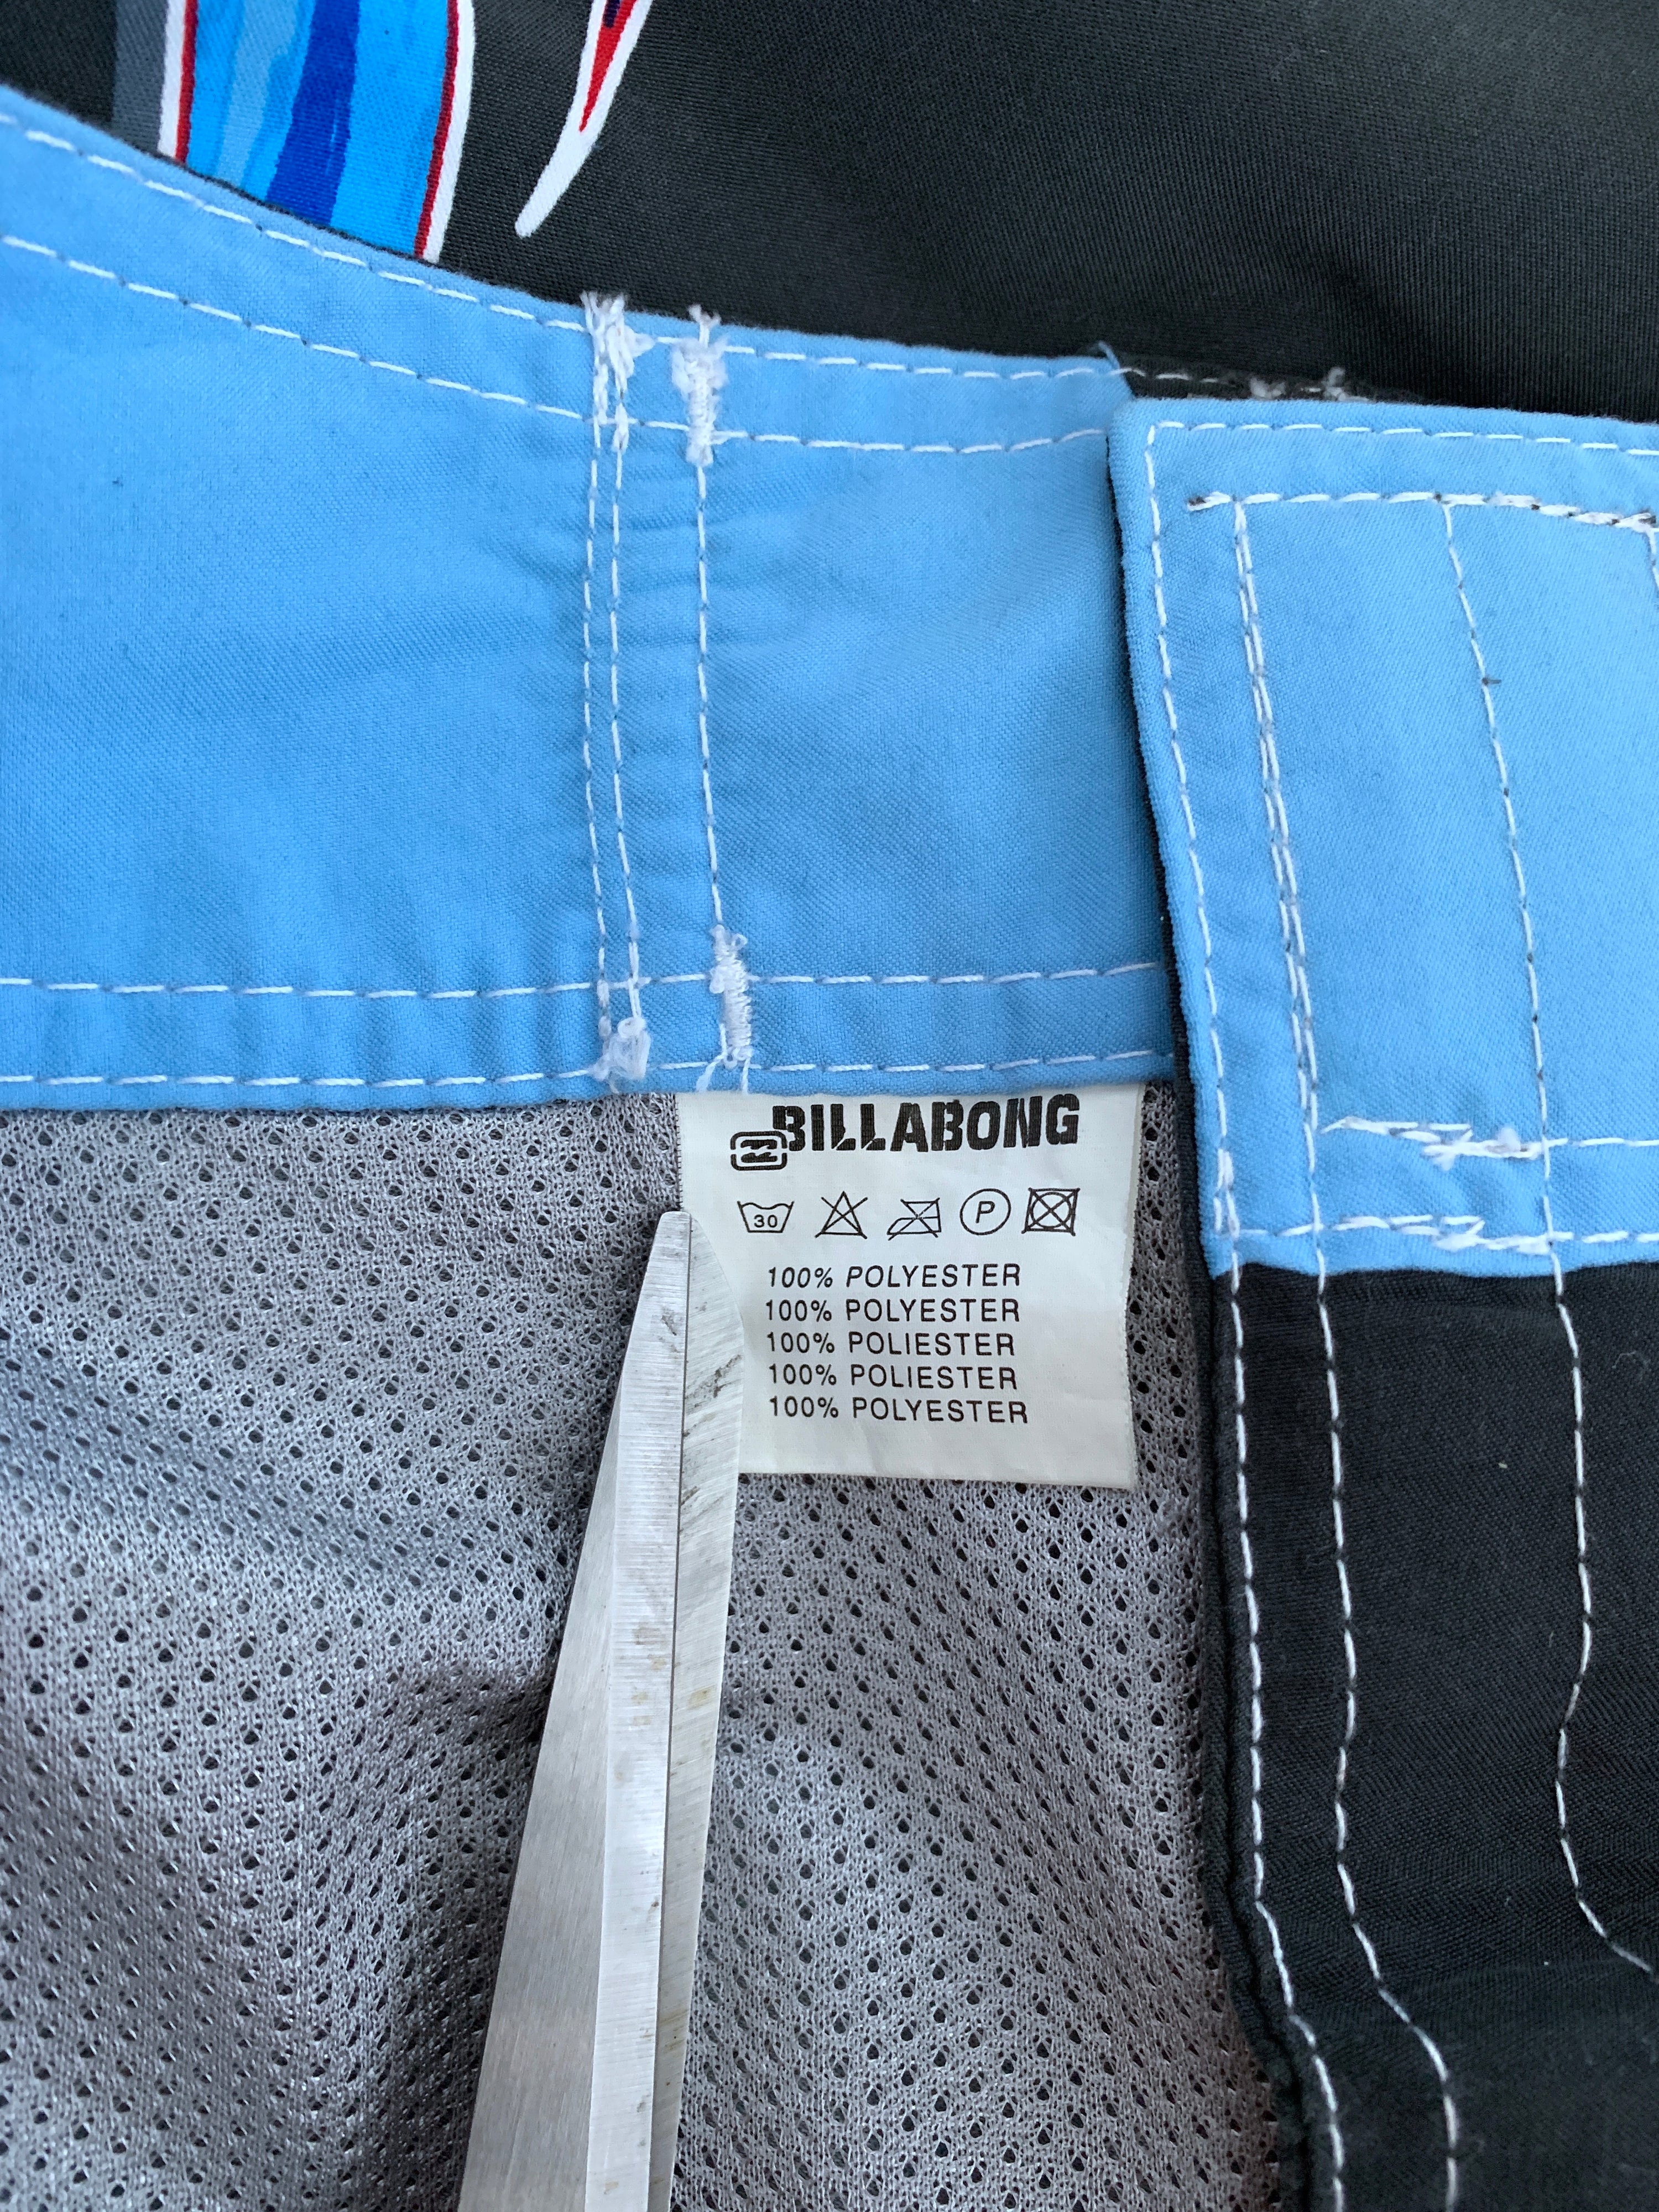 BILLABONG
30 P
100% POLYESTER
100% POLYESTER
100% POLIESTER
100% POLIESTER
100% POLYESTER